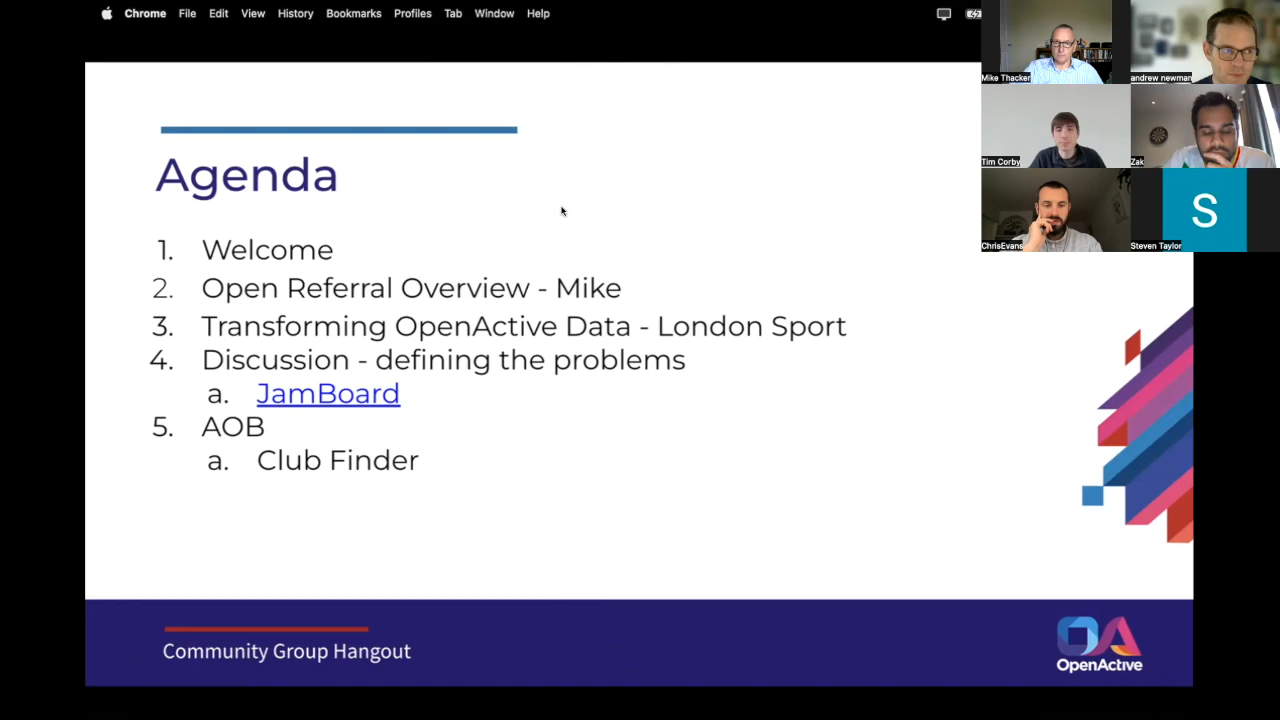 Chrome File Edit View History Bookmarks Profiles Tab Window Help
Mike Thacker
andrew newman
Tim Corby
Zak
ChrisEvans
S
Steven Taylor
Agenda
1. Welcome
2. Open Referral Overview - Mike
3. Transforming OpenActive Data - London Sport
4. Discussion - defining the problems
a. JamBoard
5. AOB
a. Club Finder
Community Group Hangout
OA
OpenActive